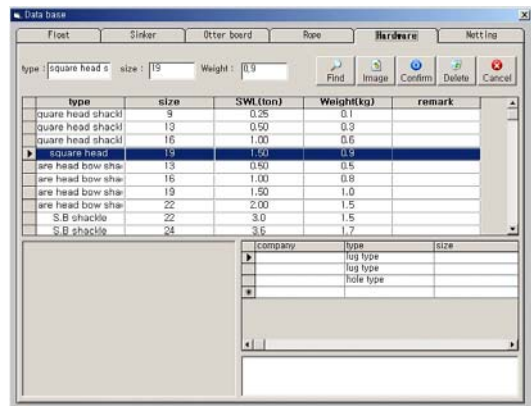 Data base
Float Sinker Otter board Rope Hardware Netting
type : square head s size : 19 Weight : 0,9 Find Image Confirm Delete Cancel
type size SWL(ton) Weight(kg) remark
quare head shackl 9 0.25 0.1
quare head shackl 13 0.50 0.3
quare head shackl 16 1.00 0.6
square head 19 1.50 0.9
are head bow sha 13 0.50 0.5
are head bow sha 16 1.00 0.8
are head bow sha 19 1.50 1.0
are head bow sha 22 2.00 1.5
S.B shackle 22 3.0 1.5
S.B shackle 24 3.6 1.7
company type size
lug type
lug type
hole type